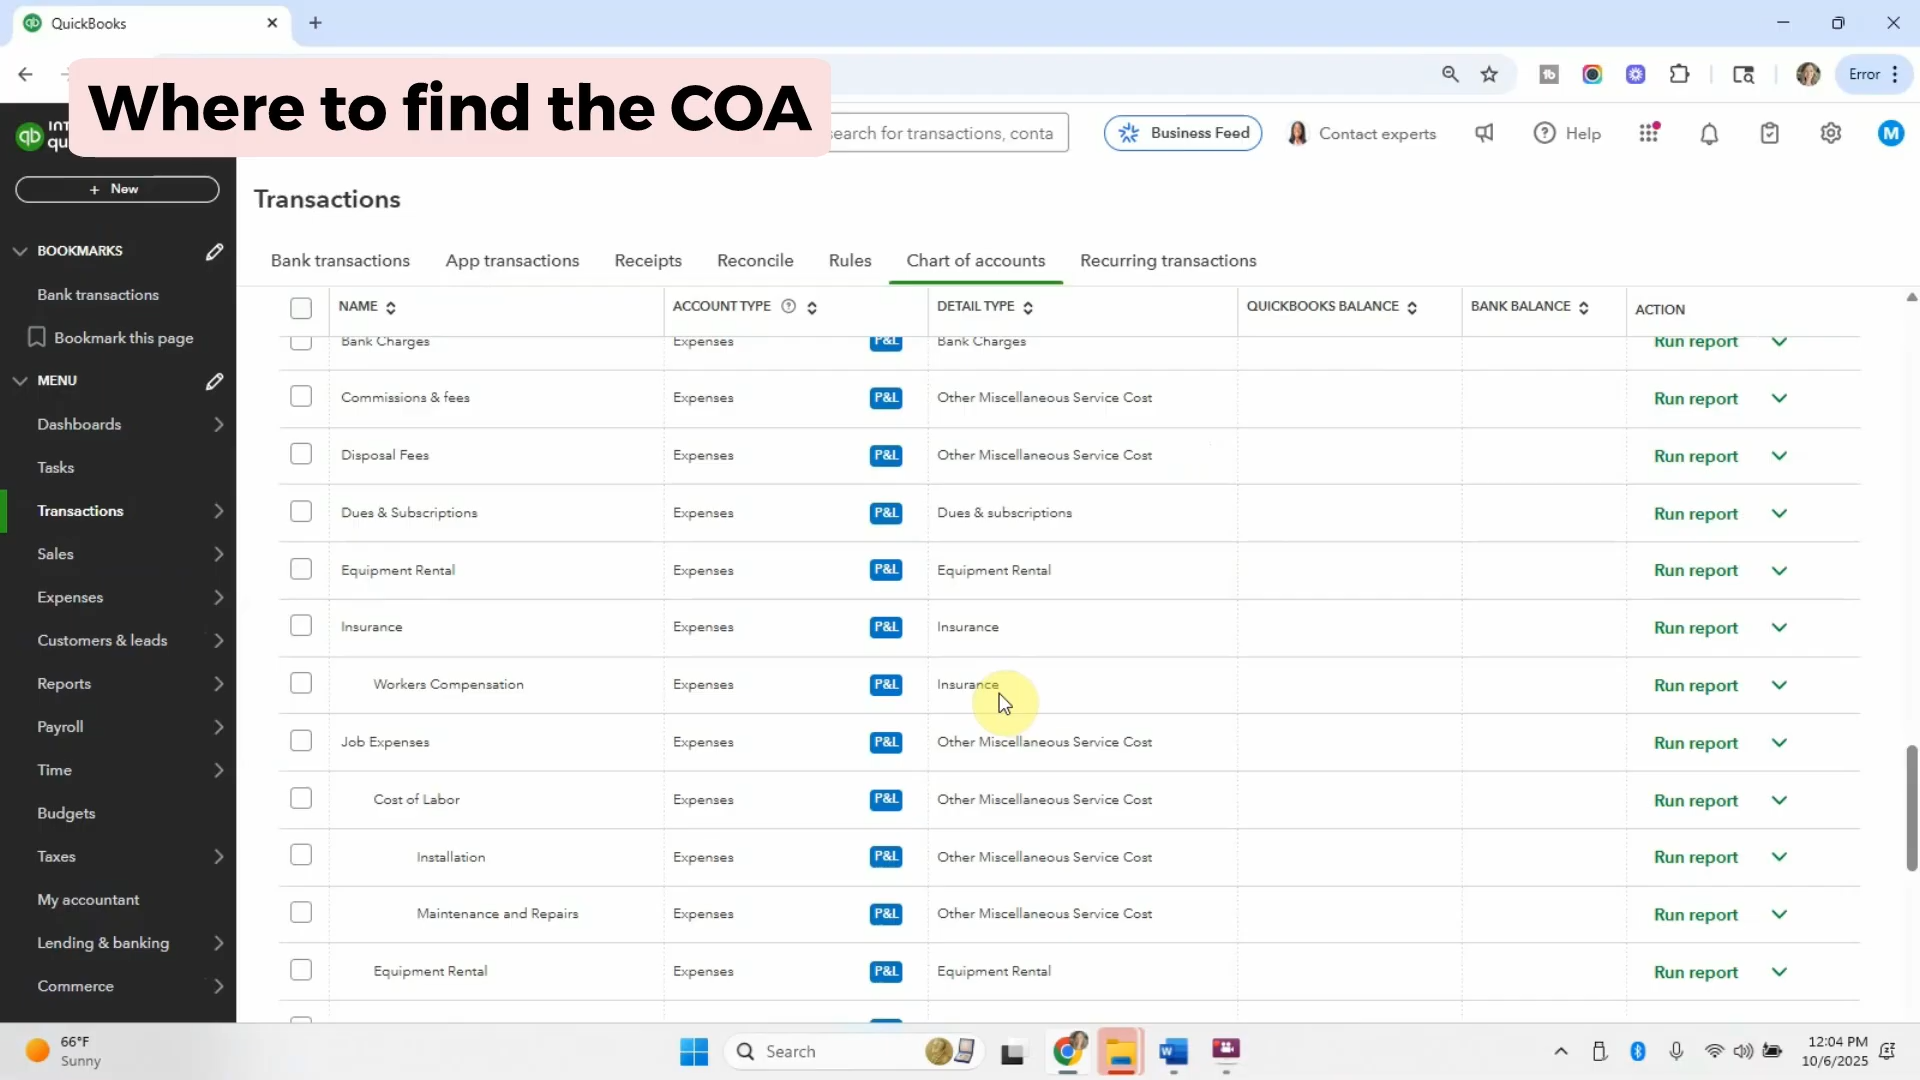 QuickBooks
Error
Where to find the COA
search for transactions, conta
Business Feed
Contact experts
Help
M
qb
+ New
Transactions
BOOKMARKS
Bank transactions
Bookmark this page
MENU
Dashboards
Tasks
Transactions
Sales
Expenses
Customers & leads
Reports
Payroll
Time
Budgets
Taxes
My accountant
Lending & banking
Commerce
Bank transactions App transactions Receipts Reconcile Rules Chart of accounts Recurring transactions
NAME ACCOUNT TYPE DETAIL TYPE QUICKBOOKS BALANCE BANK BALANCE ACTION
Bank Charges Expenses P&L Bank Charges Run report
Commissions & fees Expenses P&L Other Miscellaneous Service Cost Run report
Disposal Fees Expenses P&L Other Miscellaneous Service Cost Run report
Dues & Subscriptions Expenses P&L Dues & subscriptions Run report
Equipment Rental Expenses P&L Equipment Rental Run report
Insurance Expenses P&L Insurance Run report
Workers Compensation Expenses P&L Insurance Run report
Job Expenses Expenses P&L Other Miscellaneous Service Cost Run report
Cost of Labor Expenses P&L Other Miscellaneous Service Cost Run report
Installation Expenses P&L Other Miscellaneous Service Cost Run report
Maintenance and Repairs Expenses P&L Other Miscellaneous Service Cost Run report
Equipment Rental Expenses P&L Equipment Rental Run report
66°F
Sunny
Search
12:04 PM
10/6/2025